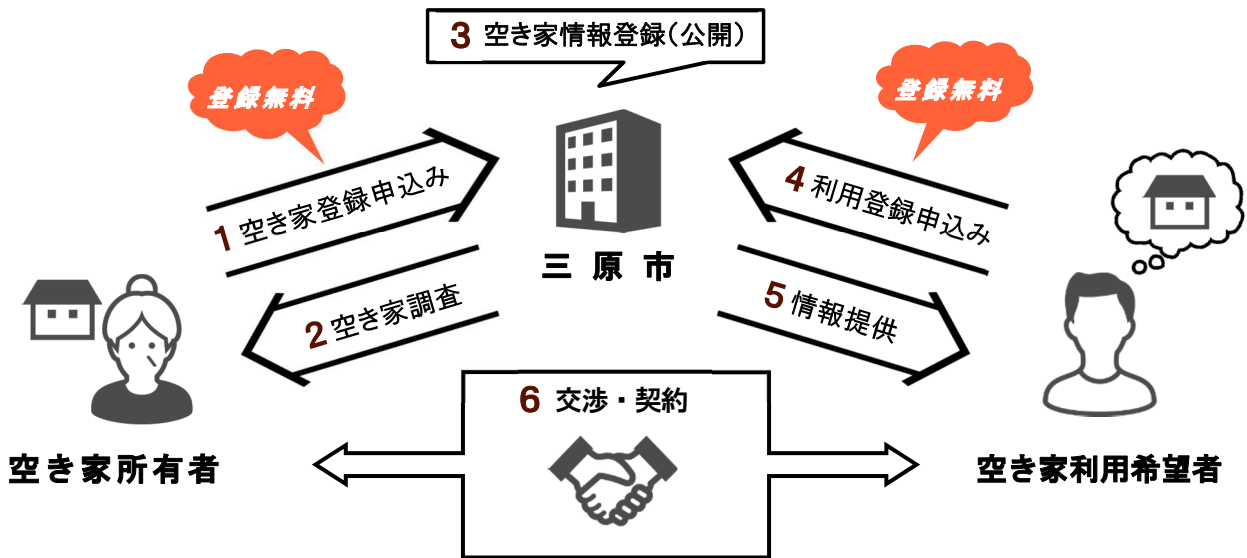 3 空き家情報登録（公開）
登録無料
登録無料
1 空き家登録申込み
4 利用登録申込み
三原市
2 空き家調査
5 情報提供
6 交渉・契約
空き家所有者
空き家利用希望者